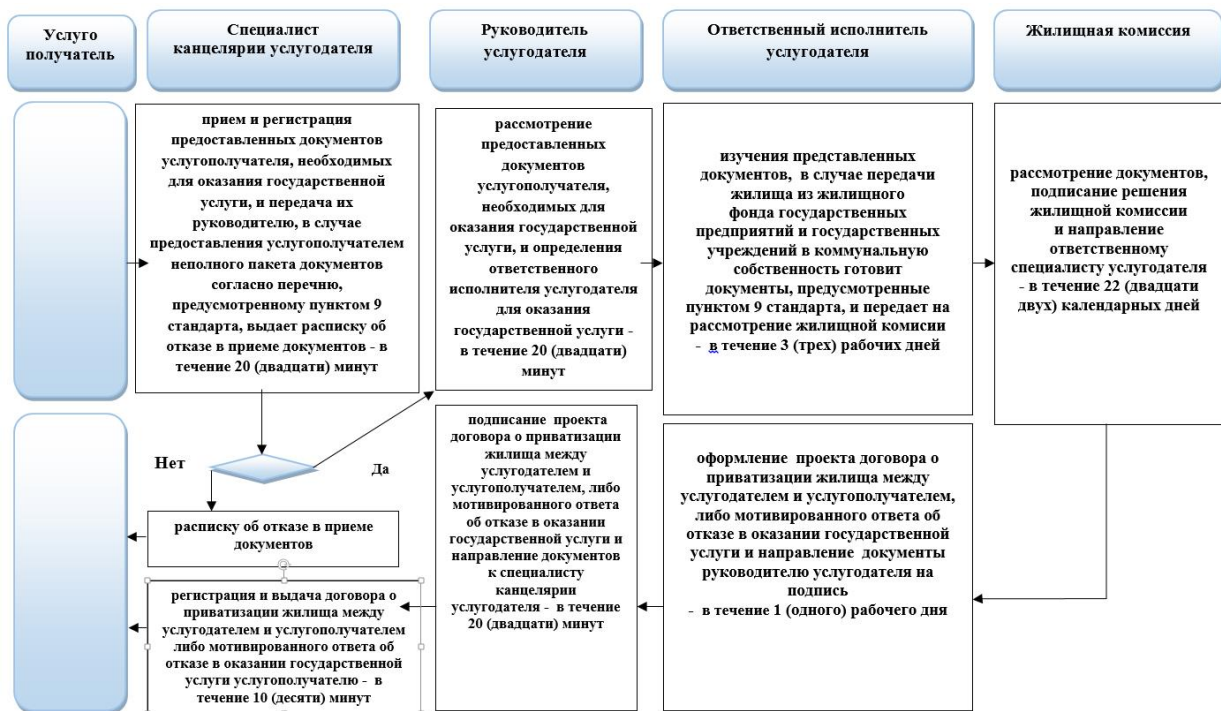 Услуго
получатель
Специалист
канцелярии услугодателя
Руководитель
услугодателя
Ответственный исполнитель
услугодателя
Жилищная комиссия
прием и регистрация
предоставленных документов
услугополучателя, необходимых
для оказания государственной
услуги, и передача их
руководителю, в случае
предоставления услугополучателем
неполного пакета документов
согласно перечню,
предусмотренному пунктом 9
стандарта, выдает расписку об
отказе в приеме документов - в
течение 20 (двадцати) минут
рассмотрение
предоставленных
документов
услугополучателя,
необходимых для
оказания государственной
услуги, и определения
ответственного
исполнителя услугодателя
для оказания
государственной услуги -
в течение 20 (двадцати)
минут
изучения представленных
документов, в случае передачи
жилища из жилищного
фонда государственных
предприятий и государственных
учреждений в коммунальную
собственность готовит
документы, предусмотренные
пунктом 9 стандарта, и передает на
рассмотрение жилищной комисии
- в течение 3 (трех) рабочих дней
рассмотрение документов,
подписание решения
жилищной комиссии
и направление
ответственному
специалисту услугодателя
- в течение 22 (двадцати
двух) календарных дней
Нет
Да
расписку об отказе в приеме
документов
регистрация и выдача договора о
приватизации жилища между
услугодателем и услугополучателем
либо мотивированного ответа об
отказе в оказании государственной
услуги услугополучателю - в
течение 10 (десяти) минут
подписание проекта
договора о приватизации
жилища между
услугодателем и
услугополучателем, либо
мотивированного ответа
об отказе в оказании
государственной услуги и
направление документов
к специалисту
канцелярии
услугодателя - в течение
20 (двадцати) минут
оформление проекта договора о
приватизации жилища между
услугодателем и услугополучателем,
либо мотивированного ответа об
отказе в оказании государственной
услуги и направление документы
руководителю услугодателя на
подпись
- в течение 1 (одного) рабочего дня